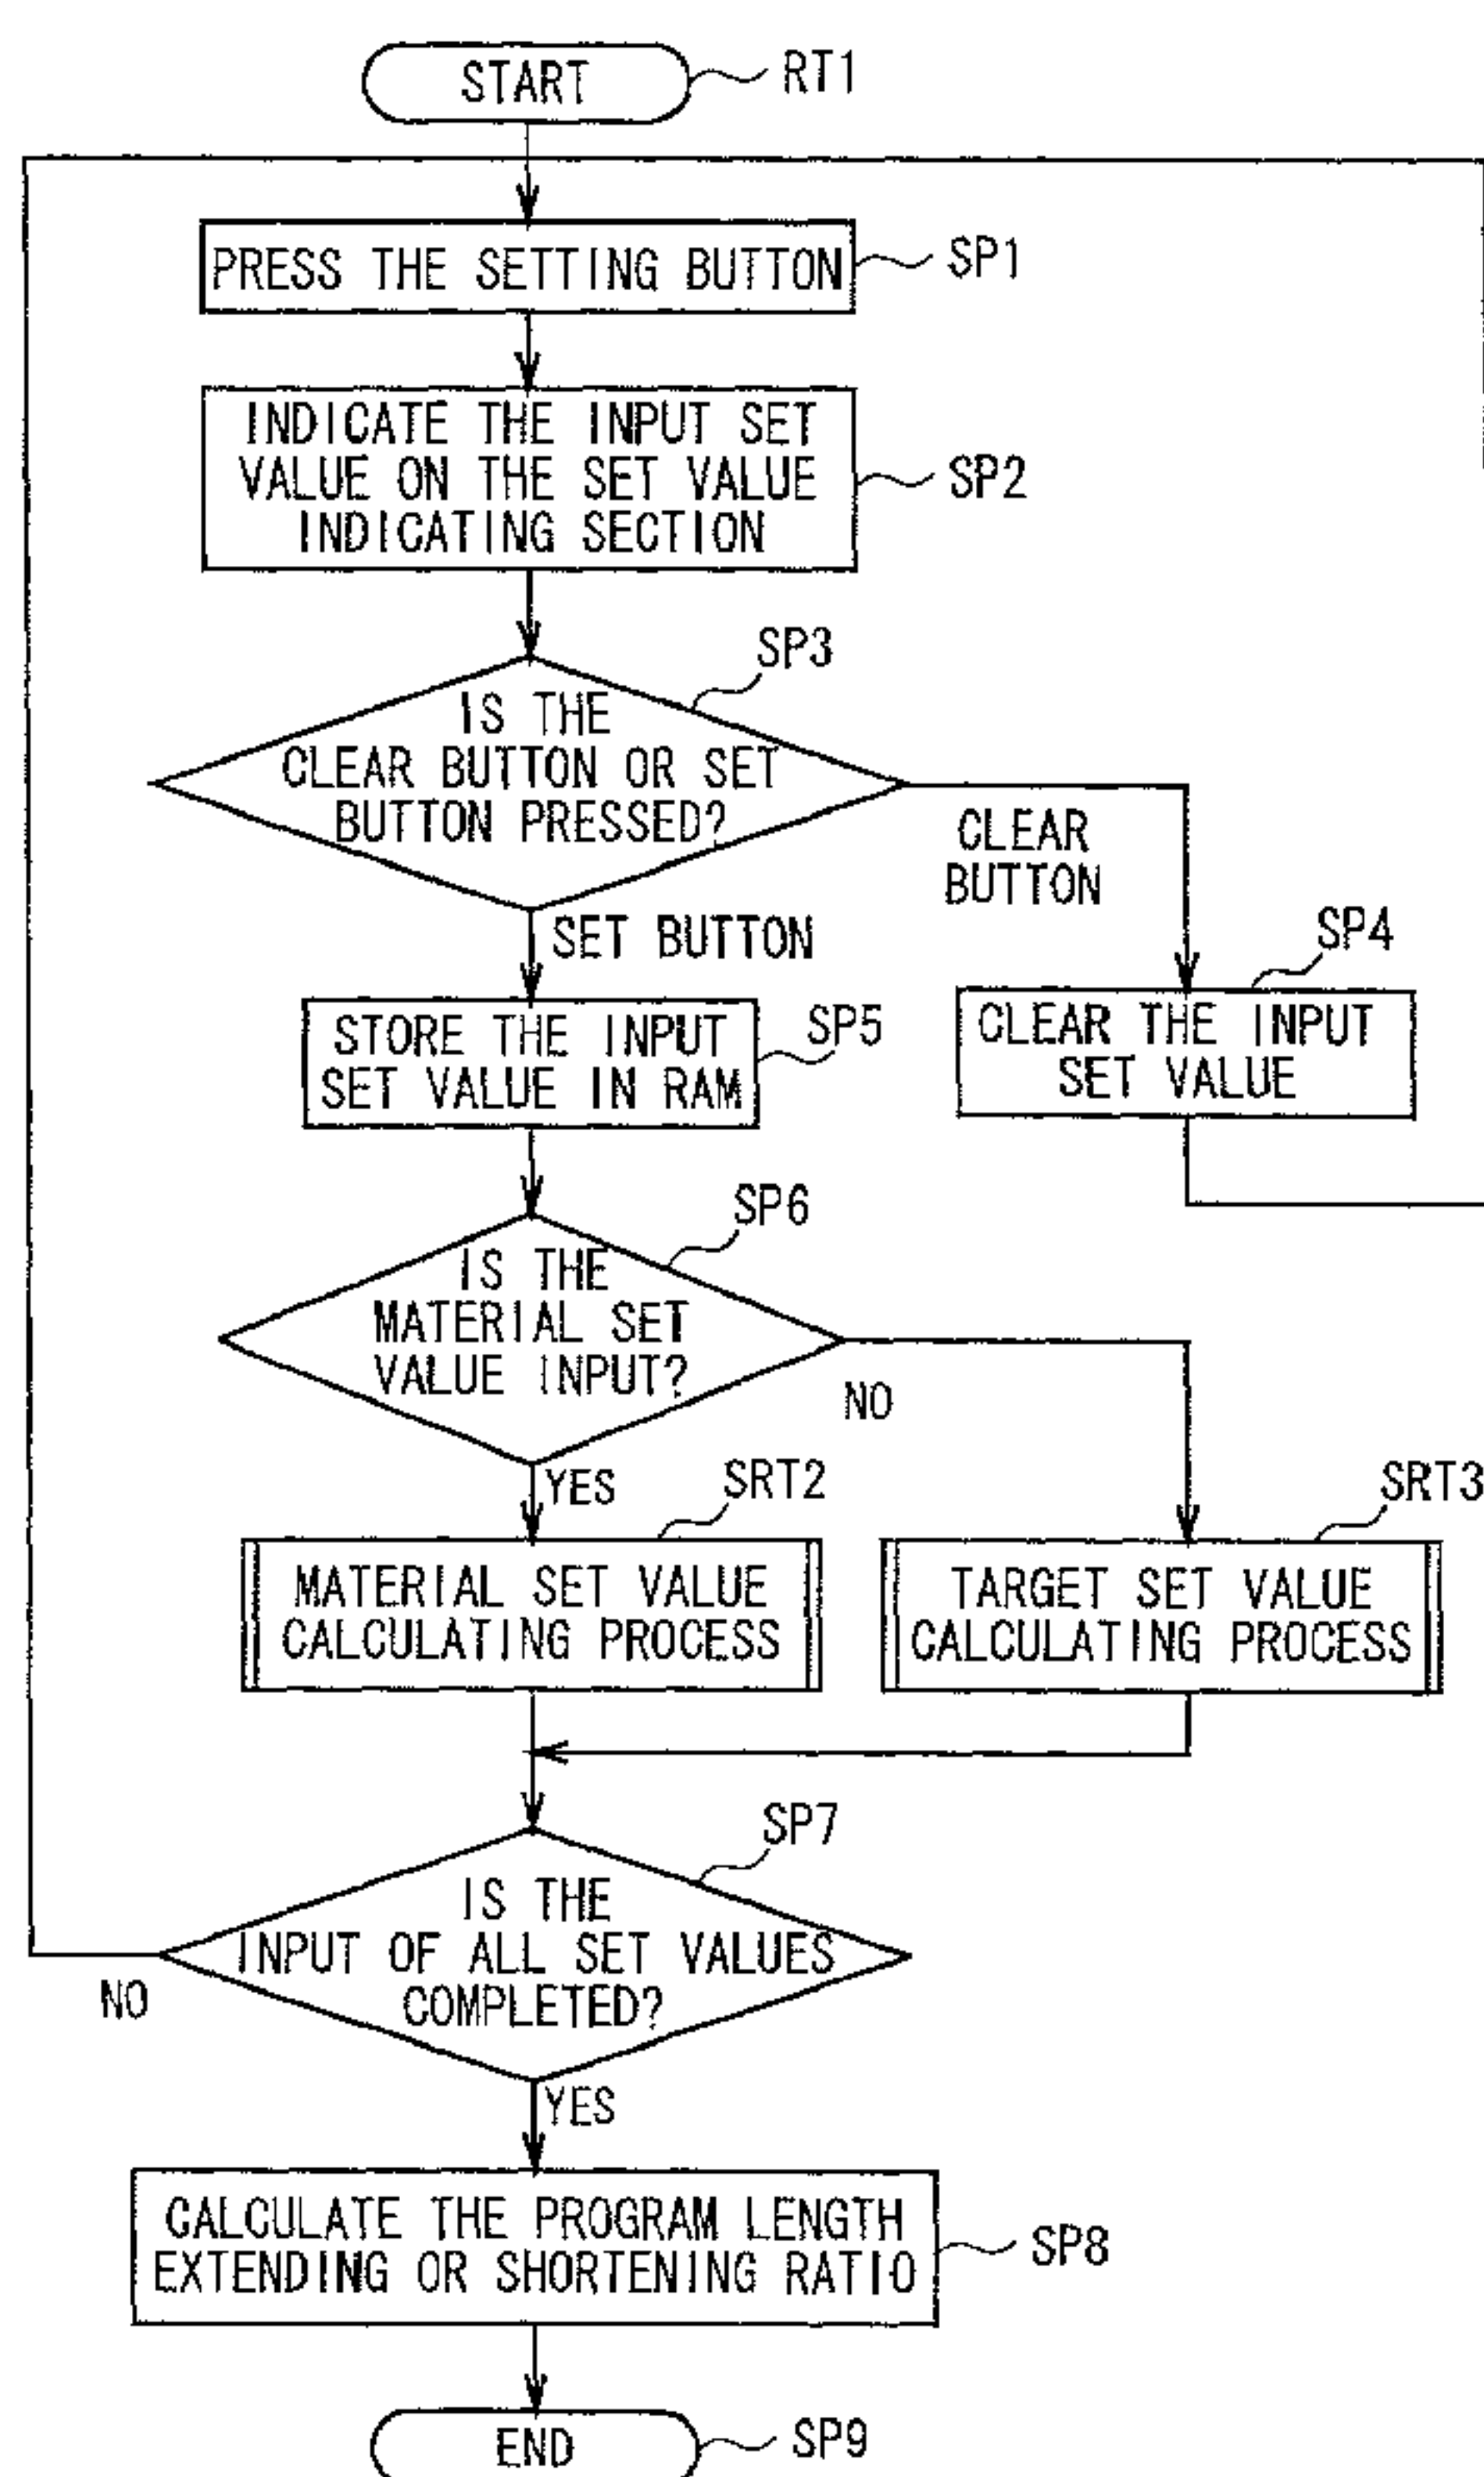 START
RT1
PRESS THE SETTING BUTTON
SP1
INDICATE THE INPUT SET
VALUE ON THE SET VALUE
INDICATING SECTION
SP2
SP3
IS THE
CLEAR BUTTON OR SET
BUTTON PRESSED?
CLEAR
BUTTON
SET BUTTON
SP4
CLEAR THE INPUT
SET VALUE
STORE THE INPUT
SET VALUE IN RAM
SP5
SP6
IS THE
MATERIAL SET
VALUE INPUT?
NO
YES
SRT2
MATERIAL SET VALUE
CALCULATING PROCESS
SRT3
TARGET SET VALUE
CALCULATING PROCESS
SP7
IS THE
INPUT OF ALL SET VALUES
COMPLETED?
NO
YES
CALCULATE THE PROGRAM LENGTH
EXTENDING OR SHORTENING RATIO
SP8
END
SP9